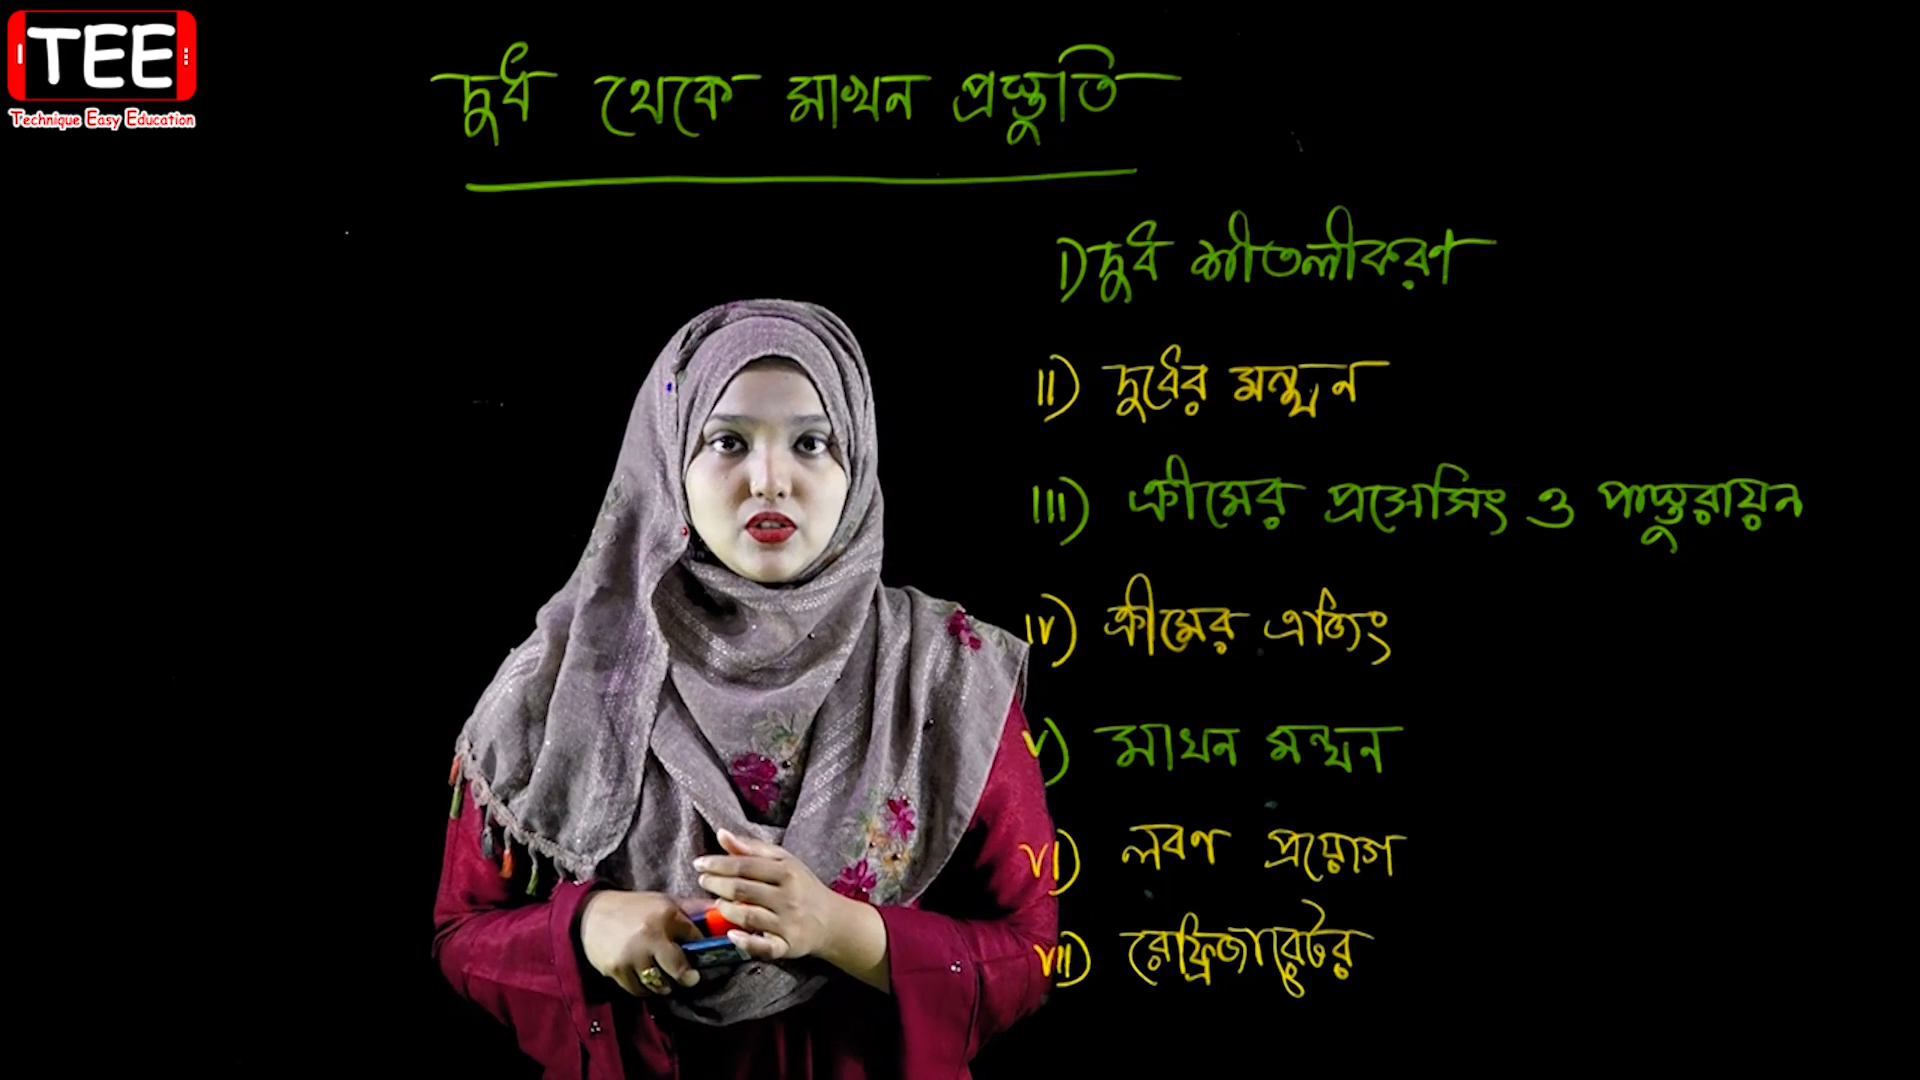 TEE
Technique Easy Education
দুধ থেকে মাখন প্রস্তুতি
I) দুধ শীতলীকরণ
II) দুধের মন্থন
III) ক্রীমের প্রসেসিং ও পাস্তুরায়ন
IV) ক্রীমের এজিং
V) মাখন মন্থন
VI) লবণ প্রয়োগ
VII) রেফ্রিজারেটর